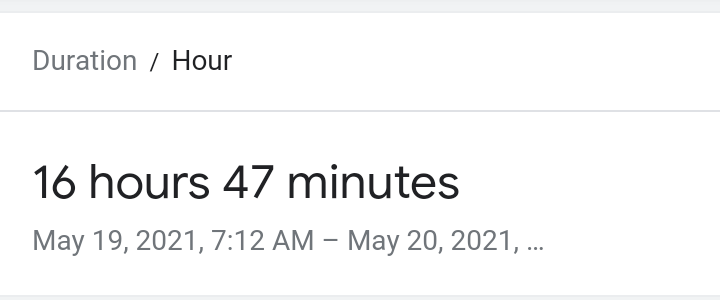 Duration / Hour
16 hours 47 minutes
May 19, 2021, 7:12 AM – May 20, 2021, ...